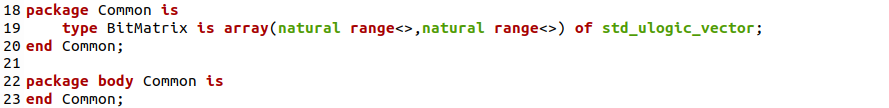 18 package Common is
19     type BitMatrix is array(natural range<>,natural range<>) of std_ulogic_vector;
20 end Common;
21
22 package body Common is
23 end Common;